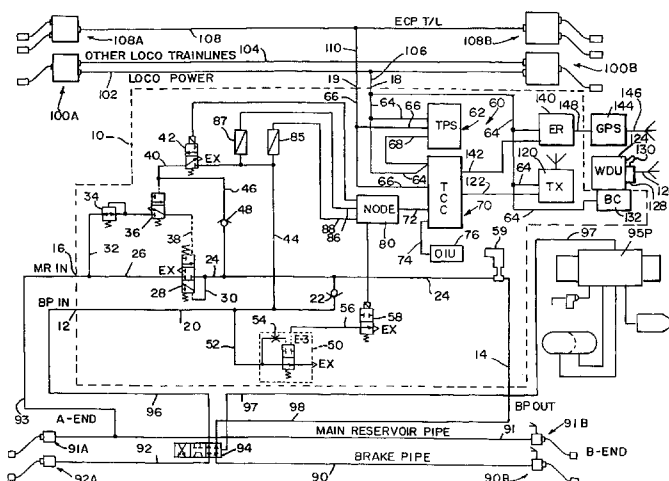 108A 108 110 ECP T/L 108B
OTHER LOCO TRAINLINES 104 106
100A LOCO POWER 102 19 18 100B
66 64 140 144 146
10 87 85 64 66 TPS 62 60 64 ER 148 GPS
42 68 124
40 EX 142 120 WDU 130
46 66 64 T 122 64 TX 128
34 36 48 44 NODE 72 C 70 64 BC
32 38 88 86 80 C 76 59 132 97 95P
16 EX 74 OIU
MR IN 26 24 24
28 30 22
BP IN 58
12 20 54 56 EX
52 E-3 50 14
EX
93 96 97 98 BP OUT
A-END MAIN RESERVOIR PIPE 91 91B
91A 92 94 B-END
92A BRAKE PIPE
90 90B